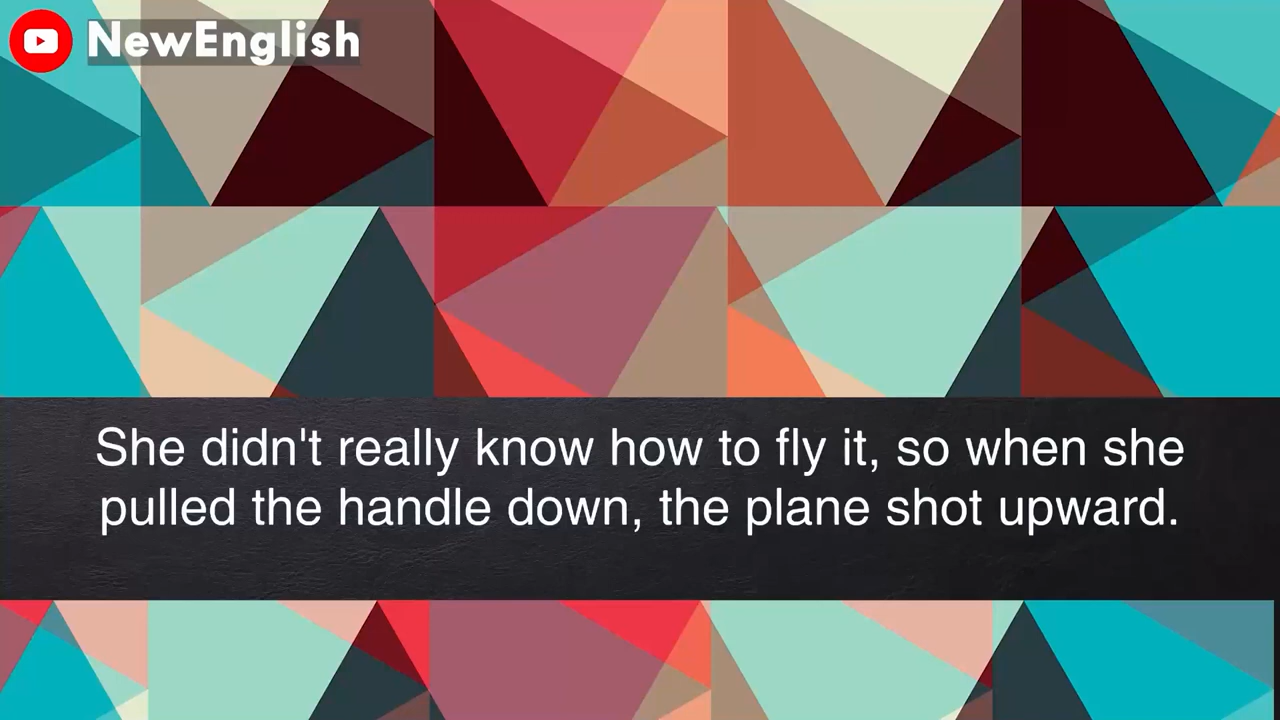 NewEnglish
She didn't really know how to fly it, so when she
pulled the handle down, the plane shot upward.